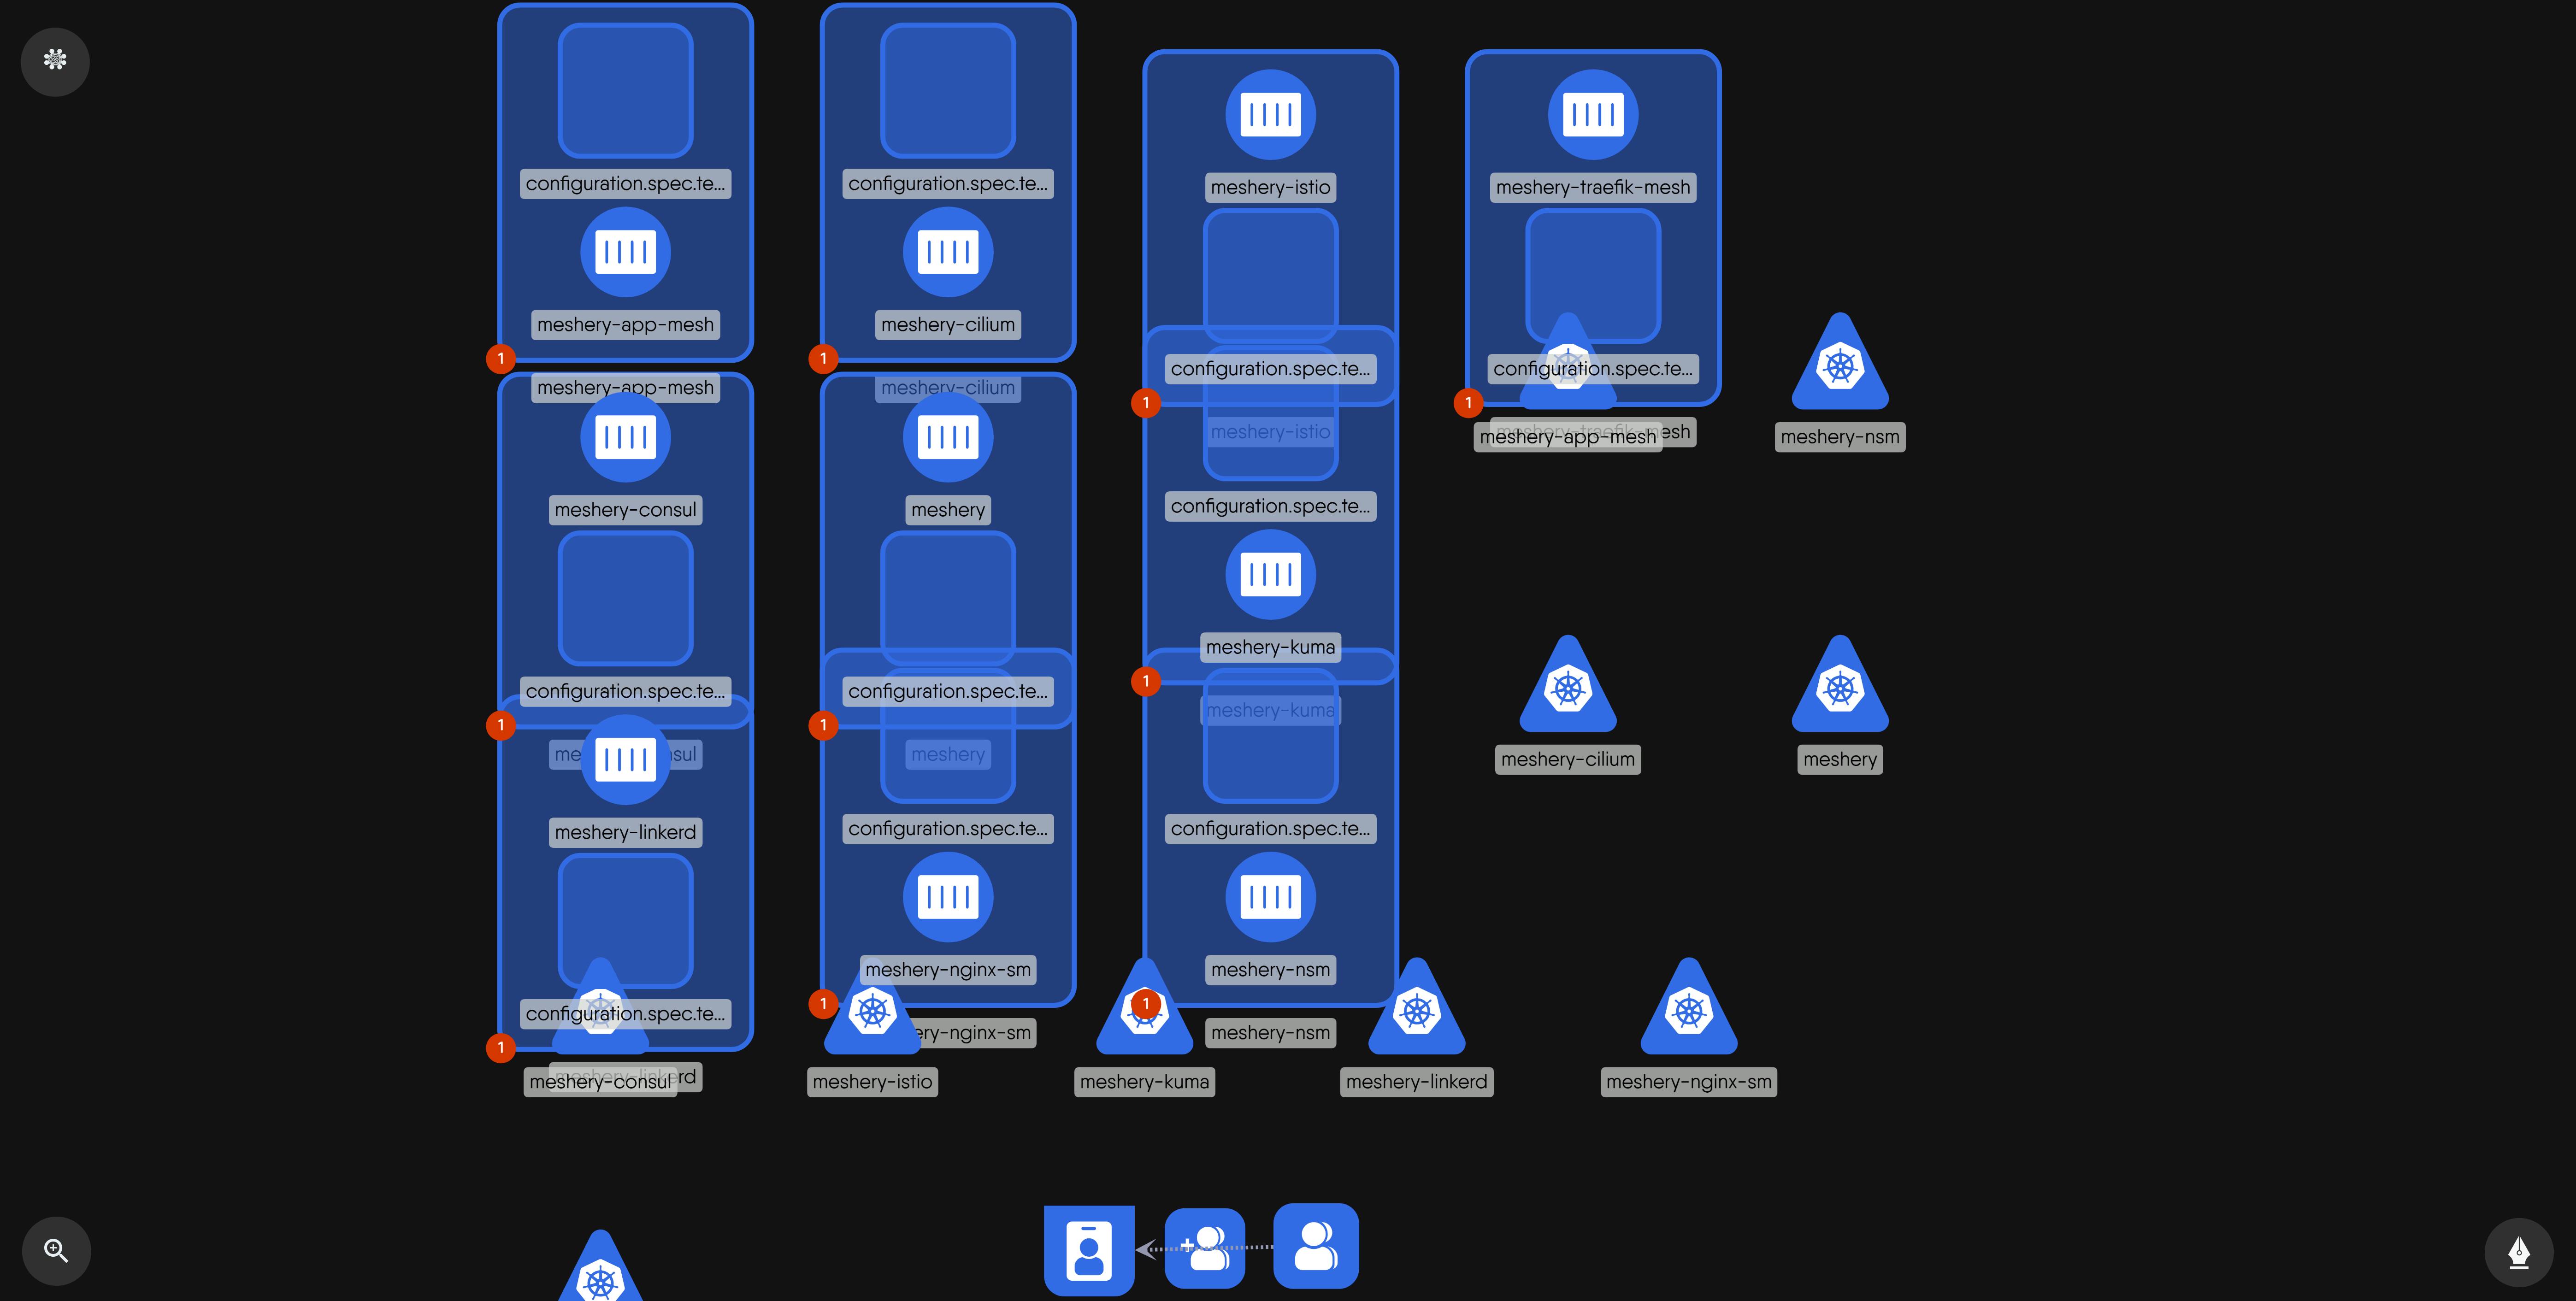 configuration.spec.te...
meshery-app-mesh
1
meshery-app-mesh
meshery-consul
configuration.spec.te...
1
meshery-linkerd
configuration.spec.te...
1
meshery-consul
configuration.spec.te...
meshery-cilium
1
meshery-cilium
meshery
configuration.spec.te...
1
meshery
configuration.spec.te...
meshery-nginx-sm
1
ery-nginx-sm
meshery-istio
meshery-istio
configuration.spec.te...
1
meshery-istio
configuration.spec.te...
meshery-kuma
1
meshery-kuma
configuration.spec.te...
meshery-nsm
1
meshery-nsm
meshery-kuma
meshery-linkerd
meshery-traefik-mesh
configuration.spec.te...
1
meshery-app-mesh
meshery-nsm
meshery-cilium
meshery
meshery-nginx-sm